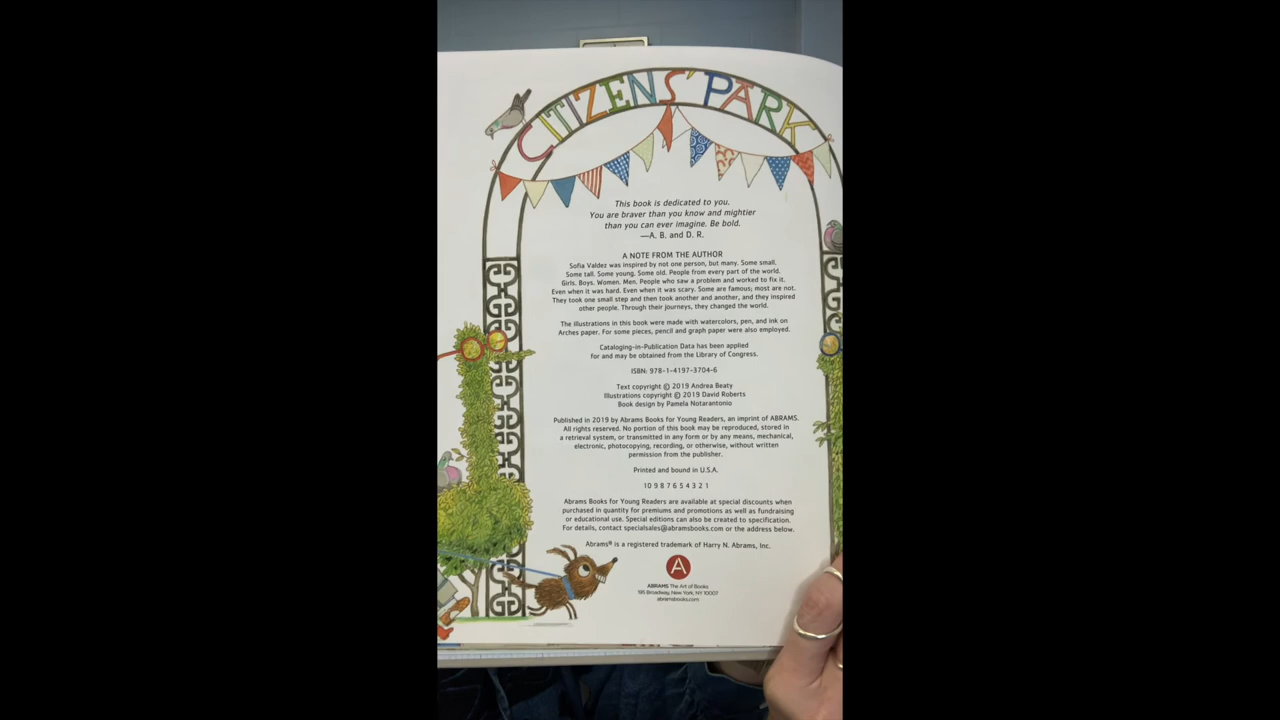 CITIZENS' PARK
This book is dedicated to you.
You are braver than you know and mightier
than you can ever imagine. Be bold.
—A. B. and D. R.
A NOTE FROM THE AUTHOR
Sofia Valdez was inspired by not one person, but many. Some small.
Some tall. Some young. Some old. People from every part of the world.
Girls. Boys. Women. Men. People who saw a problem and worked to fix it.
Even when it was hard. Even when it was scary. Some are famous; most are not.
They took one small step and then took another and another, and they inspired
other people. Through their journeys, they changed the world.
The illustrations in this book were made with watercolors, pen, and ink on
Arches paper. For some pieces, pencil and graph paper were also employed.
Cataloging-in-Publication Data has been applied
for and may be obtained from the Library of Congress.
ISBN: 978-1-4197-3704-6
Text copyright © 2019 Andrea Beaty
Illustrations copyright © 2019 David Roberts
Book design by Pamela Notarantonio
Published in 2019 by Abrams Books for Young Readers, an imprint of ABRAMS.
All rights reserved. No portion of this book may be reproduced, stored in
a retrieval system, or transmitted in any form or by any means, mechanical,
electronic, photocopying, recording, or otherwise, without written
permission from the publisher.
Printed and bound in U.S.A.
10 9 8 7 6 5 4 3 2 1
Abrams Books for Young Readers are available at special discounts when
purchased in quantity for premiums and promotions as well as fundraising
or educational use. Special editions can also be created to specification.
For details, contact specialsales@abramsbooks.com or the address below.
Abrams® is a registered trademark of Harry N. Abrams, Inc.
A
ABRAMS The Art of Books
195 Broadway, New York, NY 10007
abramsbooks.com